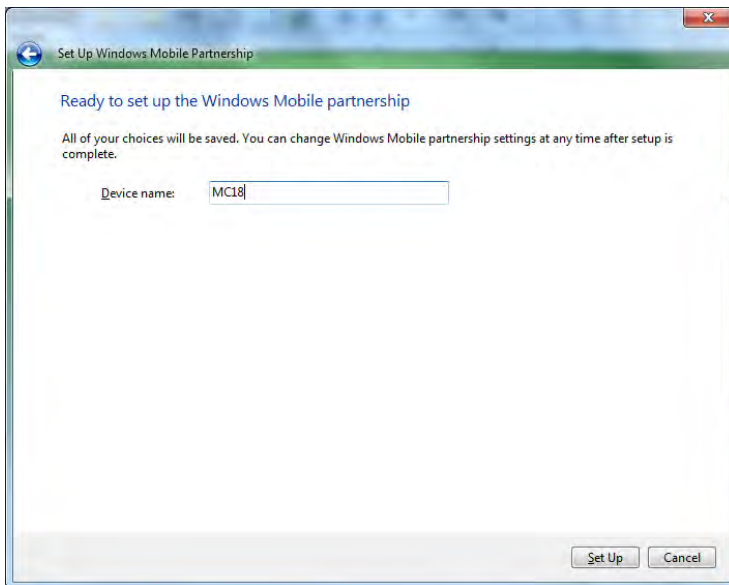 Set Up Windows Mobile Partnership
Ready to set up the Windows Mobile partnership
All of your choices will be saved. You can change Windows Mobile partnership settings at any time after setup is
complete.
Device name: MC18
Set Up Cancel